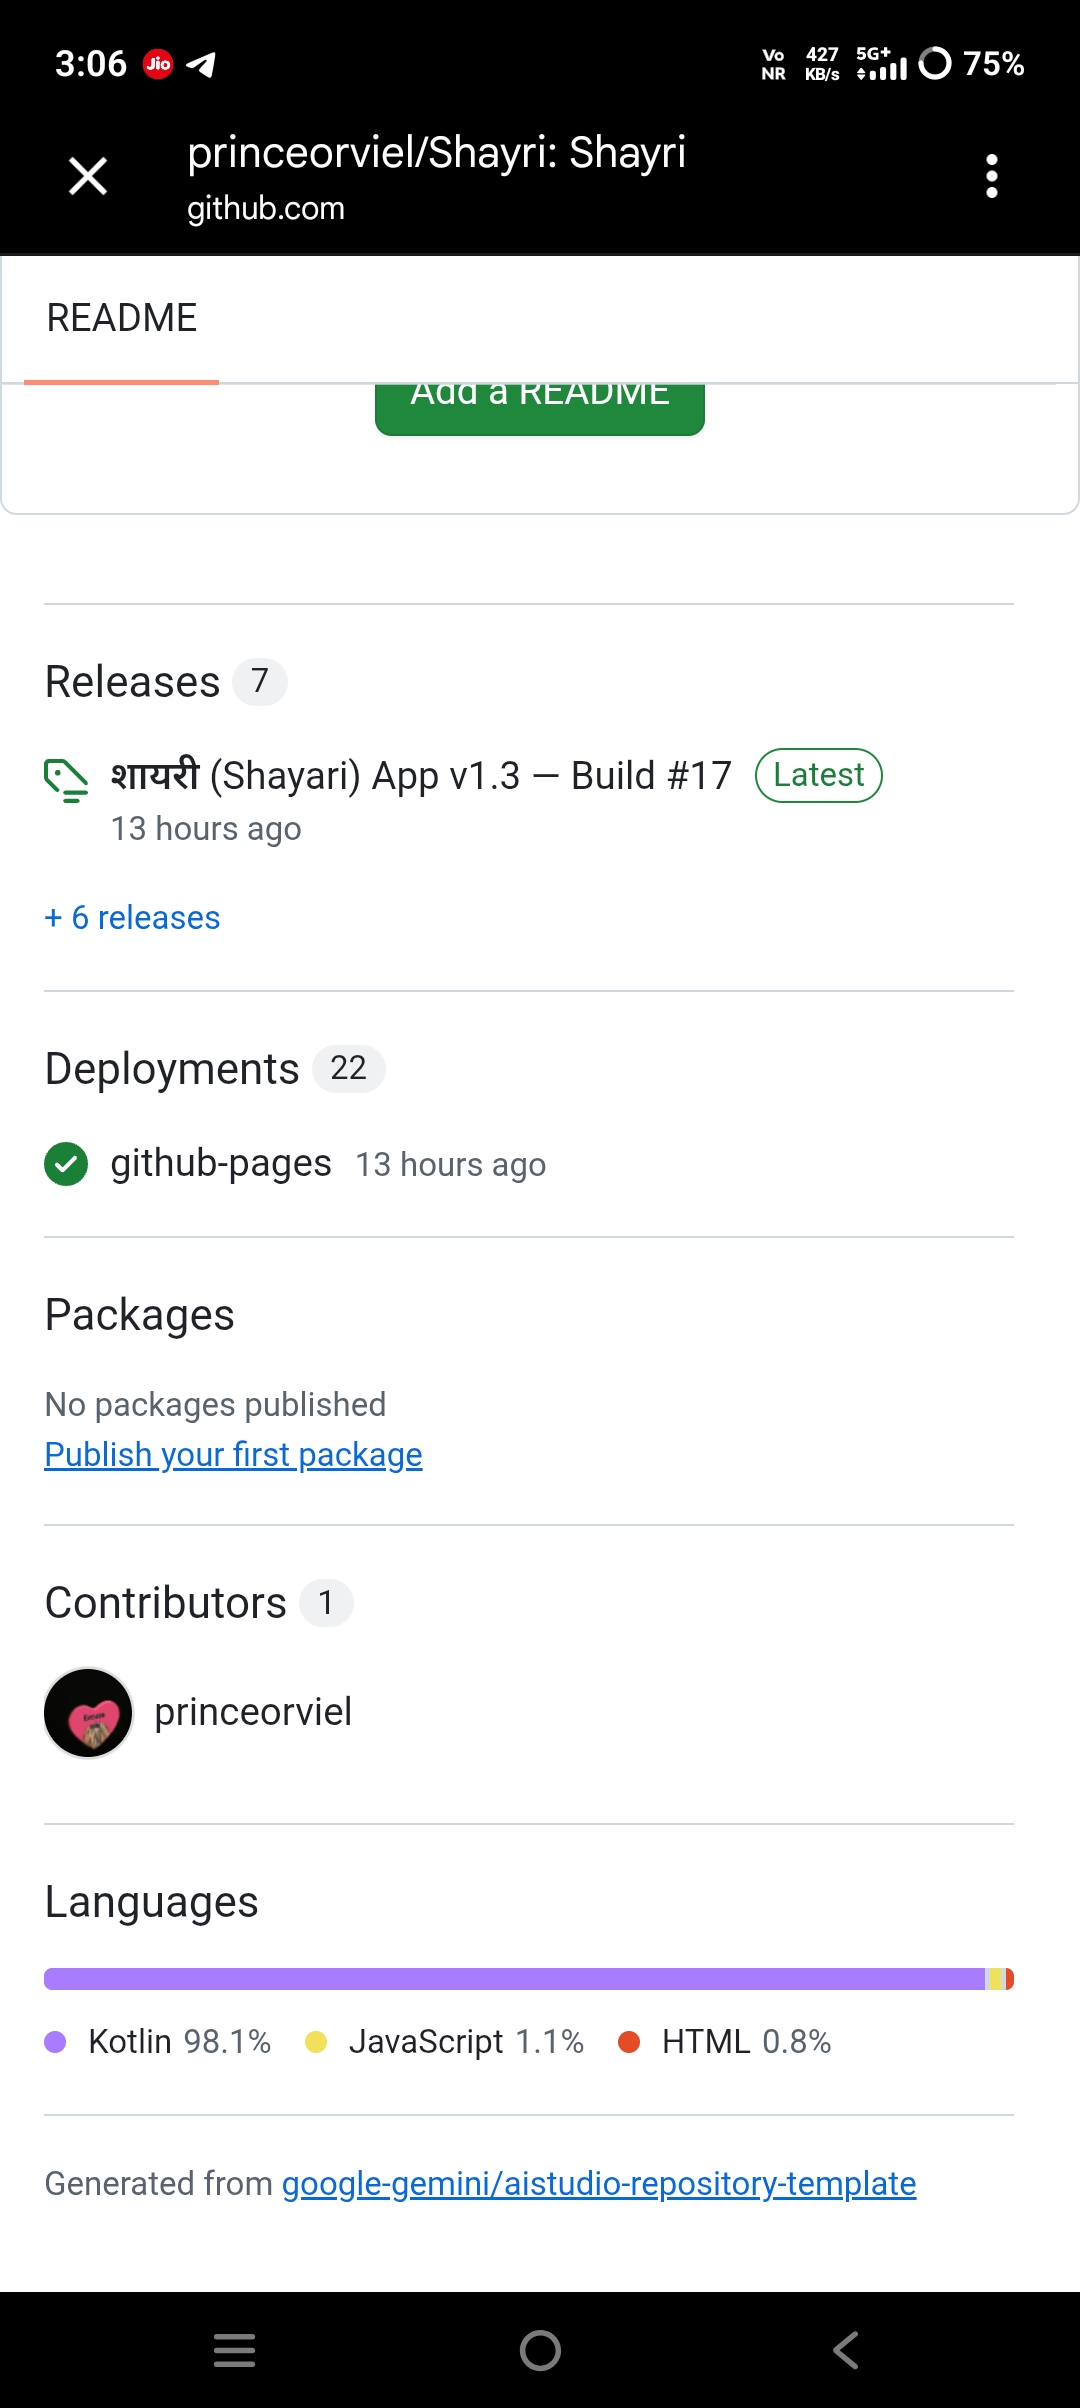 3:06 Jio Vo NR 427 KB/s 5G+ 75%
princeorviel/Shayri: Shayri
github.com
README
Add a README
Releases 7
शायरी (Shayari) App v1.3 — Build #17 Latest
13 hours ago
+ 6 releases
Deployments 22
github-pages 13 hours ago
Packages
No packages published
Publish your first package
Contributors 1
princeorviel
Languages
Kotlin 98.1% JavaScript 1.1% HTML 0.8%
Generated from google-gemini/aistudio-repository-template